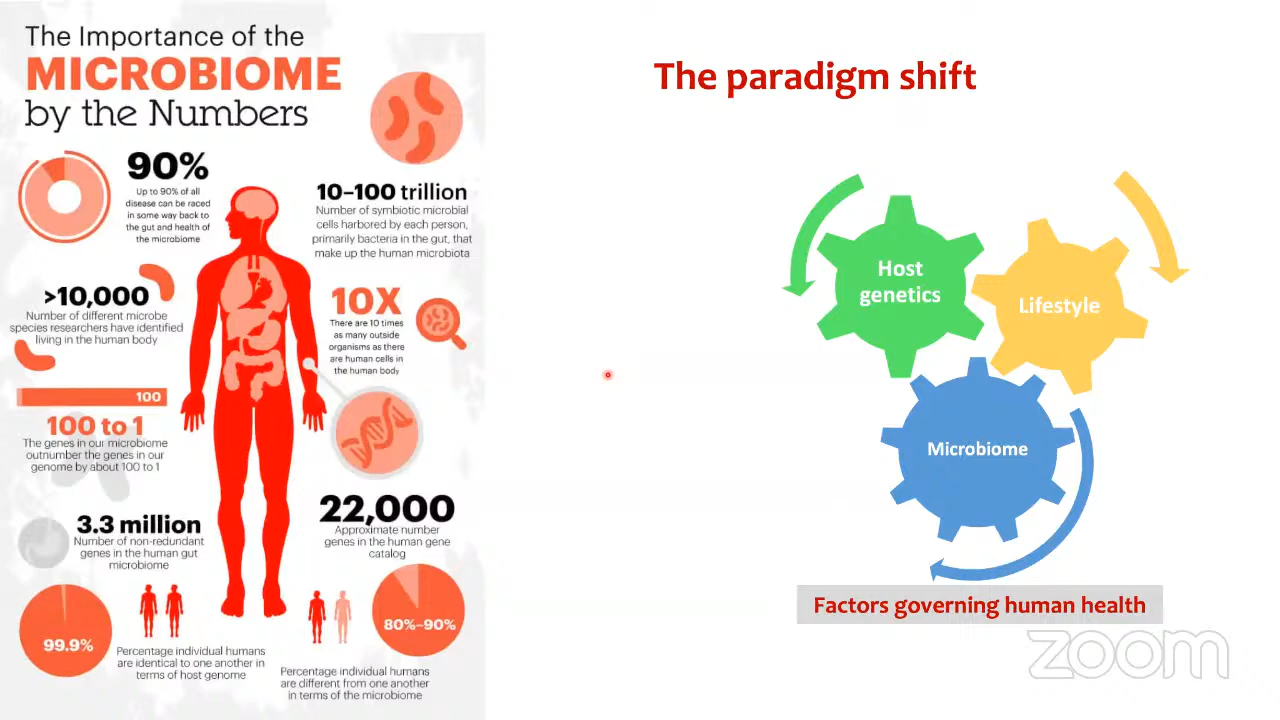 The Importance of the
MICROBIOME
by the Numbers
90%
Up to 90% of all
disease can be raced
in some way back to
the gut and health of
the microbiome
10–100 trillion
Number of symbiotic microbial
cells harbored by each person,
primarily bacteria in the gut, that
make up the human microbiota
>10,000
Number of different microbe
species researchers have identified
living in the human body
10X
There are 10 times
as many outside
organisms as there
are human cells in
the human body
100
100 to 1
The genes in our microbiome
outnumber the genes in our
genome by about 100 to 1
3.3 million
Number of non-redundant
genes in the human gut
microbiome
22,000
Approximate number
genes in the human gene
catalog
99.9%
Percentage individual humans
are identical to one another in
terms of host genome
80%–90%
Percentage individual humans
are different from one another
in terms of the microbiome
The paradigm shift
Host
genetics
Lifestyle
Microbiome
Factors governing human health
zoom